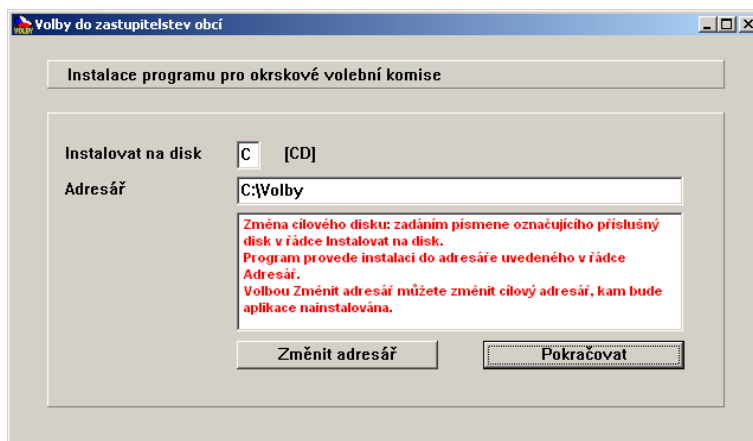 VOLBY
Volby do zastupitelstev obcí
Instalace programu pro okrskové volební komise
Instalovat na disk C [CD]
Adresář C:\Volby
Změna cílového disku: zadáním písmene označujícího příslušný
disk v řádce Instalovat na disk.
Program provede instalaci do adresáře uvedeného v řádce
Adresář.
Volbou Změnit adresář můžete změnit cílový adresář, kam bude
aplikace nainstalována.
Změnit adresář Pokračovat